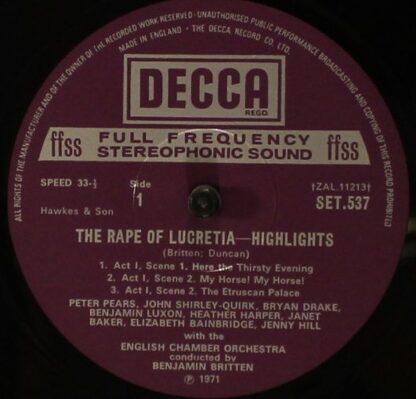 ALL RIGHTS OF THE MANUFACTURER AND OF THE OWNER OF THE RECORDED WORK RESERVED · UNAUTHORISED PUBLIC PERFORMANCE BROADCASTING AND COPYING OF THIS RECORD PROHIBITED
MADE IN ENGLAND · THE DECCA RECORD CO. LTD.
DECCA
REGD.
ffss FULL FREQUENCY STEREOPHONIC SOUND ffss
SPEED 33-⅓ Side 1 †ZAL.11213†
Hawkes & Son SET.537
THE RAPE OF LUCRETIA—HIGHLIGHTS
(Britten; Duncan)
1. Act I, Scene 1. Here the Thirsty Evening
2. Act I, Scene 2. My Horse! My Horse!
3. Act I, Scene 2. The Etruscan Palace
PETER PEARS, JOHN SHIRLEY-QUIRK, BRYAN DRAKE,
BENJAMIN LUXON, HEATHER HARPER, JANET
BAKER, ELIZABETH BAINBRIDGE, JENNY HILL
with the
ENGLISH CHAMBER ORCHESTRA
conducted by
BENJAMIN BRITTEN
Ⓟ 1971